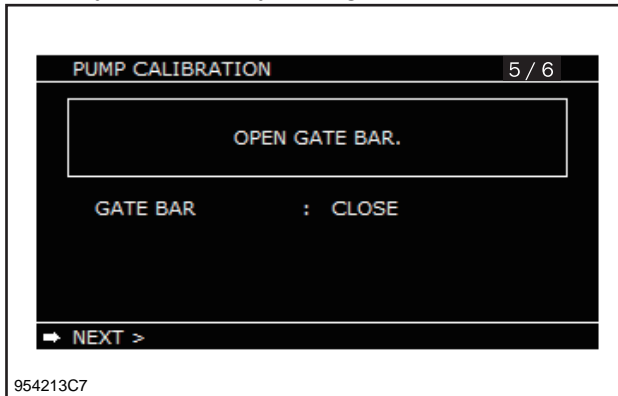 PUMP CALIBRATION 5/6
OPEN GATE BAR.
GATE BAR : CLOSE
➡ NEXT >
954213C7